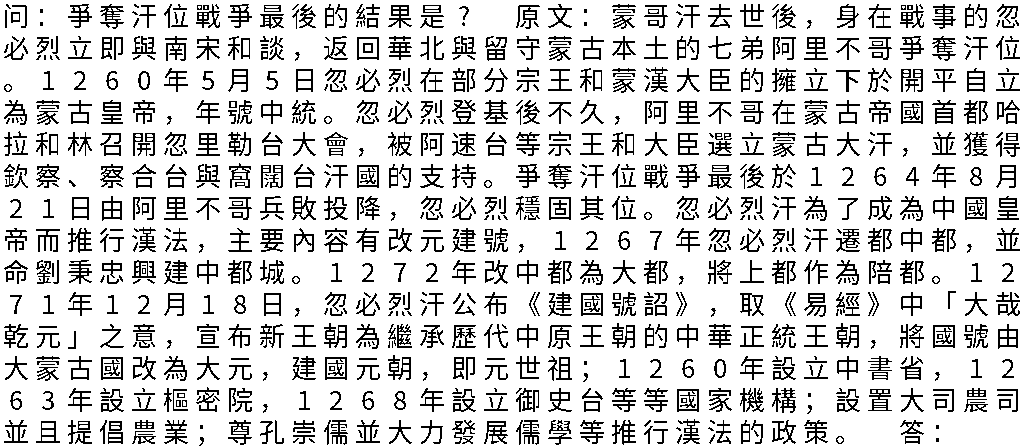 問：爭奪汗位戰爭最後的結果是？　原文：蒙哥汗去世後，身在戰事的忽
必烈立即與南宋和談，返回華北與留守蒙古本土的七弟阿里不哥爭奪汗位
。１２６０年５月５日忽必烈在部分宗王和蒙漢大臣的擁立下於開平自立
為蒙古皇帝，年號中統。忽必烈登基後不久，阿里不哥在蒙古帝國首都哈
拉和林召開忽里勒台大會，被阿速台等宗王和大臣選立蒙古大汗，並獲得
欽察、察合台與窩闊台汗國的支持。爭奪汗位戰爭最後於１２６４年８月
２１日由阿里不哥兵敗投降，忽必烈穩固其位。忽必烈汗為了成為中國皇
帝而推行漢法，主要內容有改元建號，１２６７年忽必烈汗遷都中都，並
命劉秉忠興建中都城。１２７２年改中都為大都，將上都作為陪都。１２
７１年１２月１８日，忽必烈汗公布《建國號詔》，取《易經》中「大哉
乾元」之意，宣布新王朝為繼承歷代中原王朝的中華正統王朝，將國號由
大蒙古國改為大元，建國元朝，即元世祖；１２６０年設立中書省，１２
６３年設立樞密院，１２６８年設立御史台等等國家機構；設置大司農司
並且提倡農業；尊孔崇儒並大力發展儒學等推行漢法的政策。　答：